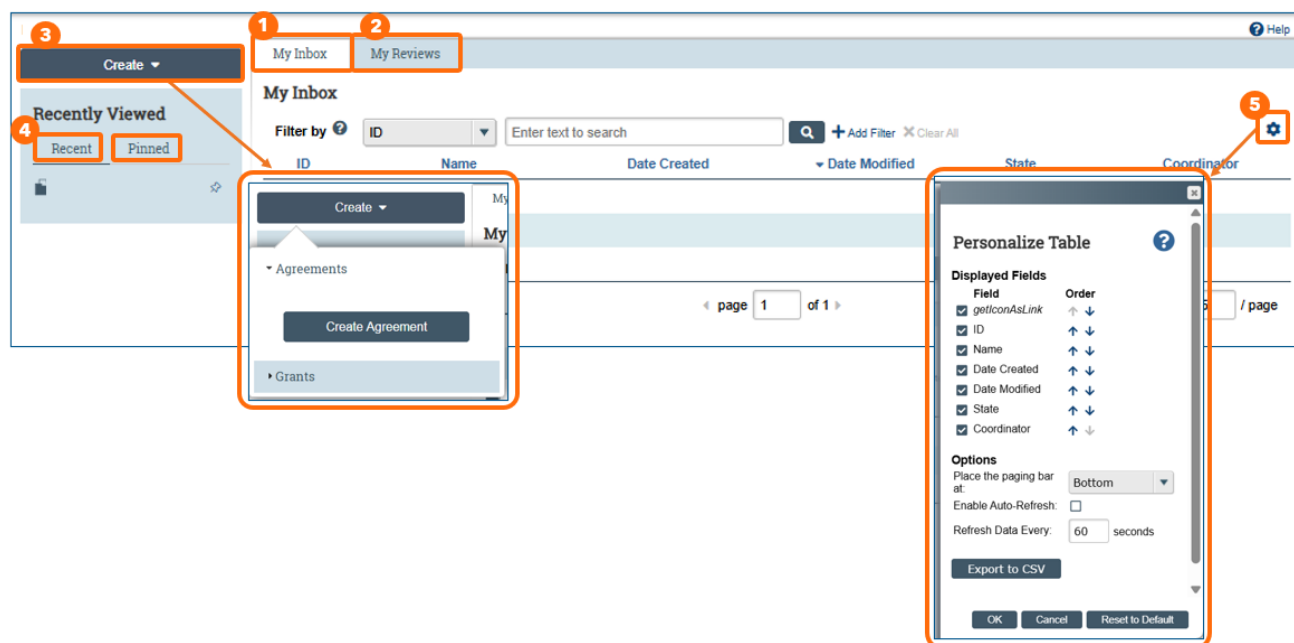 3
1
2
Help
Create
My Inbox
My Reviews
My Inbox
Recently Viewed
4
5
Recent
Pinned
Filter by
ID
Enter text to search
Add Filter
Clear All
ID
Name
Date Created
Date Modified
State
Coordinator
Create
My
My
Agreements
Create Agreement
Grants
page 1 of 1
/ page
Personalize Table
Displayed Fields
Field Order
getIconAsLink
ID
Name
Date Created
Date Modified
State
Coordinator
Options
Place the paging bar
at:
Bottom
Enable Auto-Refresh:
Refresh Data Every: 60 seconds
Export to CSV
OK
Cancel
Reset to Default